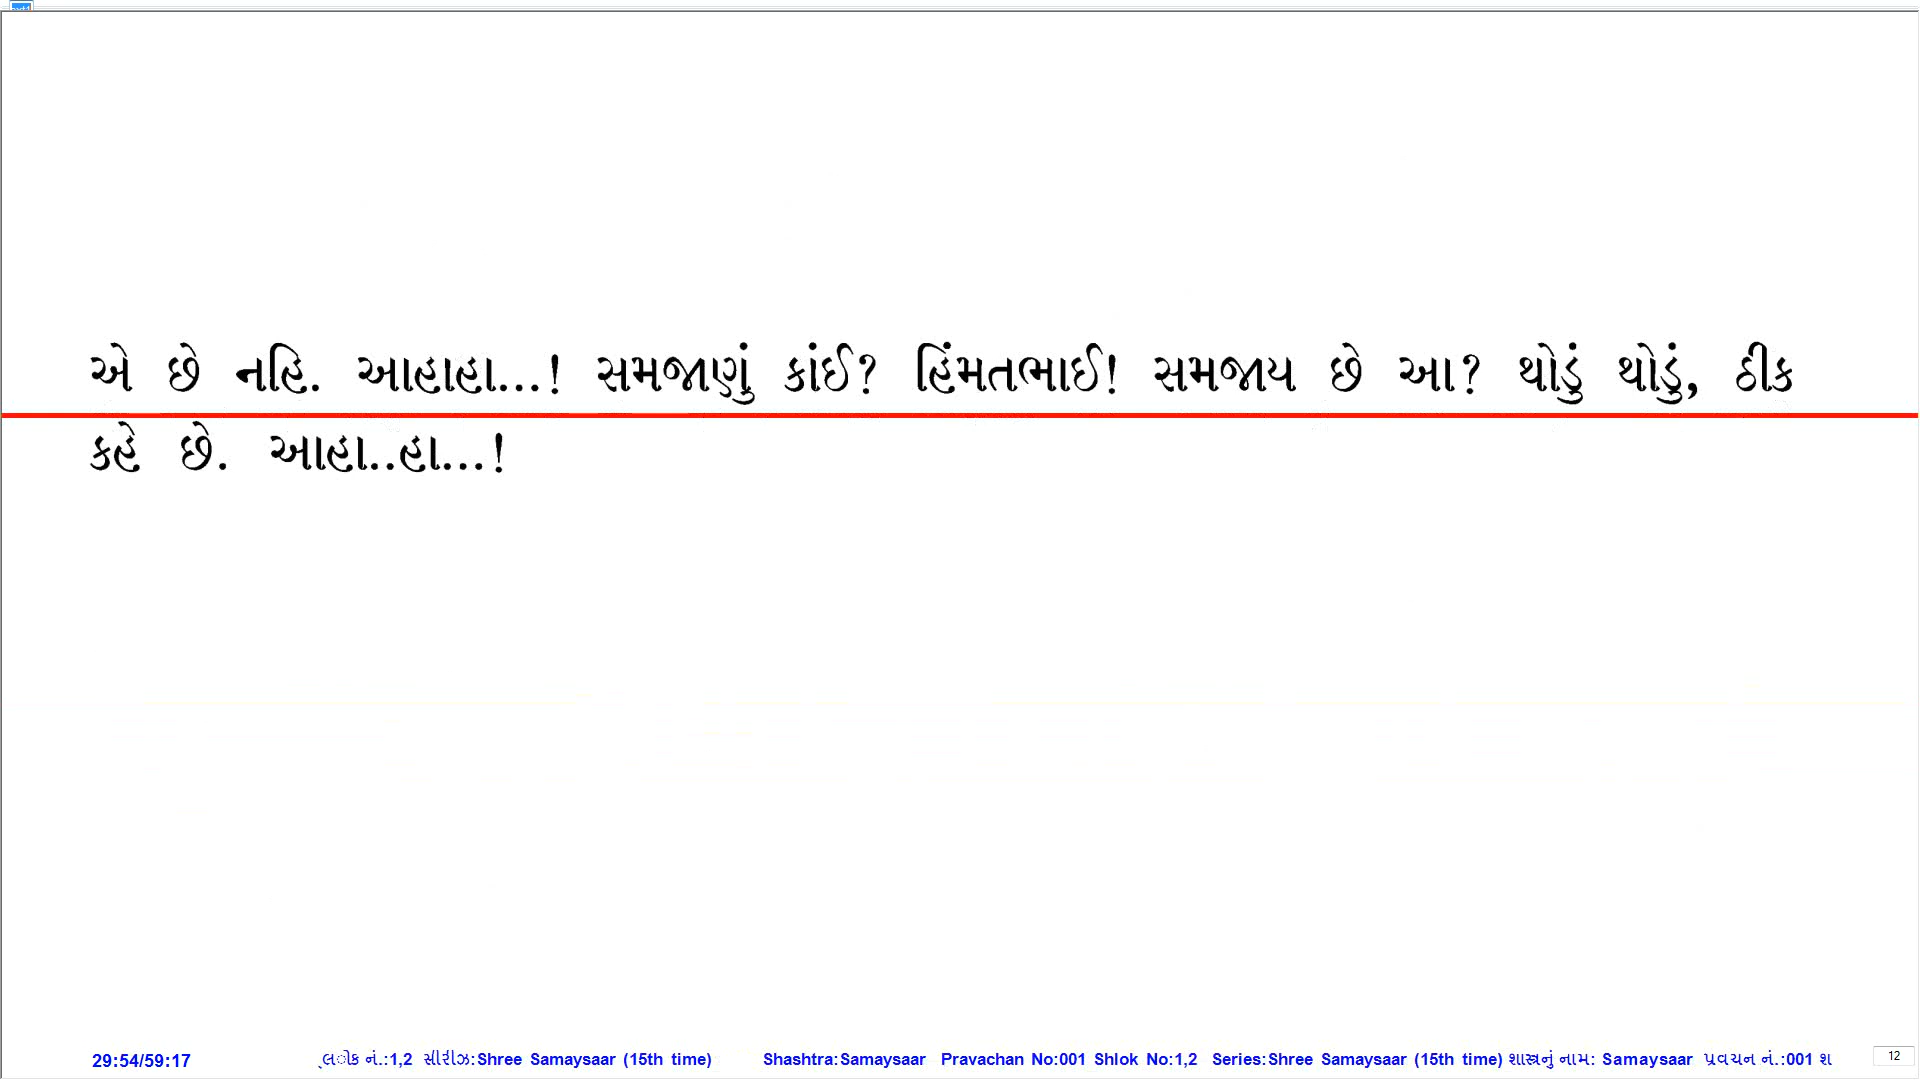 એ છે નહિ. આહાહા...! સમજાણું કાંઈ? હિંમતભાઈ! સમજાય છે આ? થોડું થોડું, ઠીક
કહે છે. આહા..હા...!
29:54/59:17 ્લોક નં.:1,2 સીરીઝ:Shree Samaysaar (15th time) Shashtra:Samaysaar Pravachan No:001 Shlok No:1,2 Series:Shree Samaysaar (15th time) શાસ્ત્રનું નામ: Samaysaar પ્રવચન નં.:001 શ 12